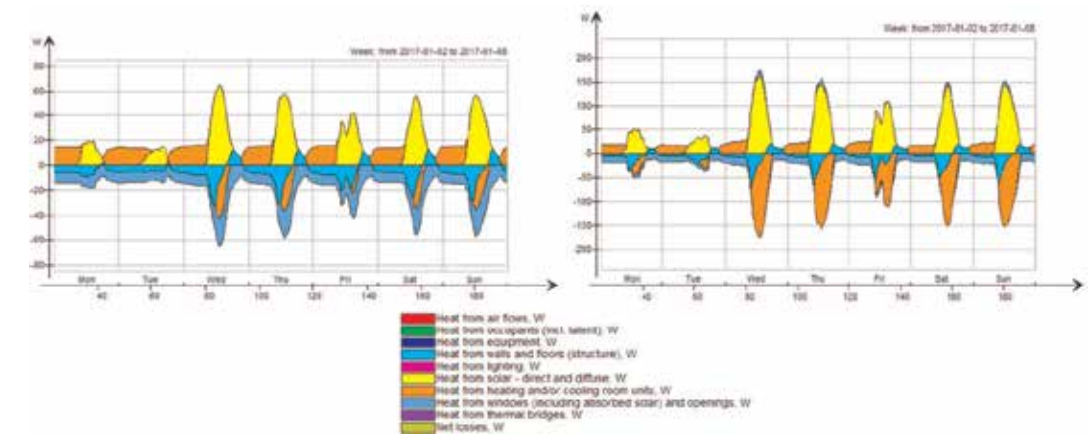 W
Week: from 2017-01-02 to 2017-01-08
80
60
40
20
0
-20
-40
-60
-80
Mon Tue Wed Thu Fri Sat Sun
40 60 80 100 120 140 160 180
W
Week: from 2017-01-02 to 2017-01-08
200
150
100
50
0
-50
-100
-150
-200
Mon Tue Wed Thu Fri Sat Sun
40 60 80 100 120 140 160 180
Heat from air flows, W
Heat from occupants (incl. latent), W
Heat from equipment, W
Heat from walls and floors (structure), W
Heat from lighting, W
Heat from solar - direct and diffuse, W
Heat from heating and/or cooling room units, W
Heat from windows (including absorbed solar) and openings, W
Heat from thermal bridges, W
Net losses, W